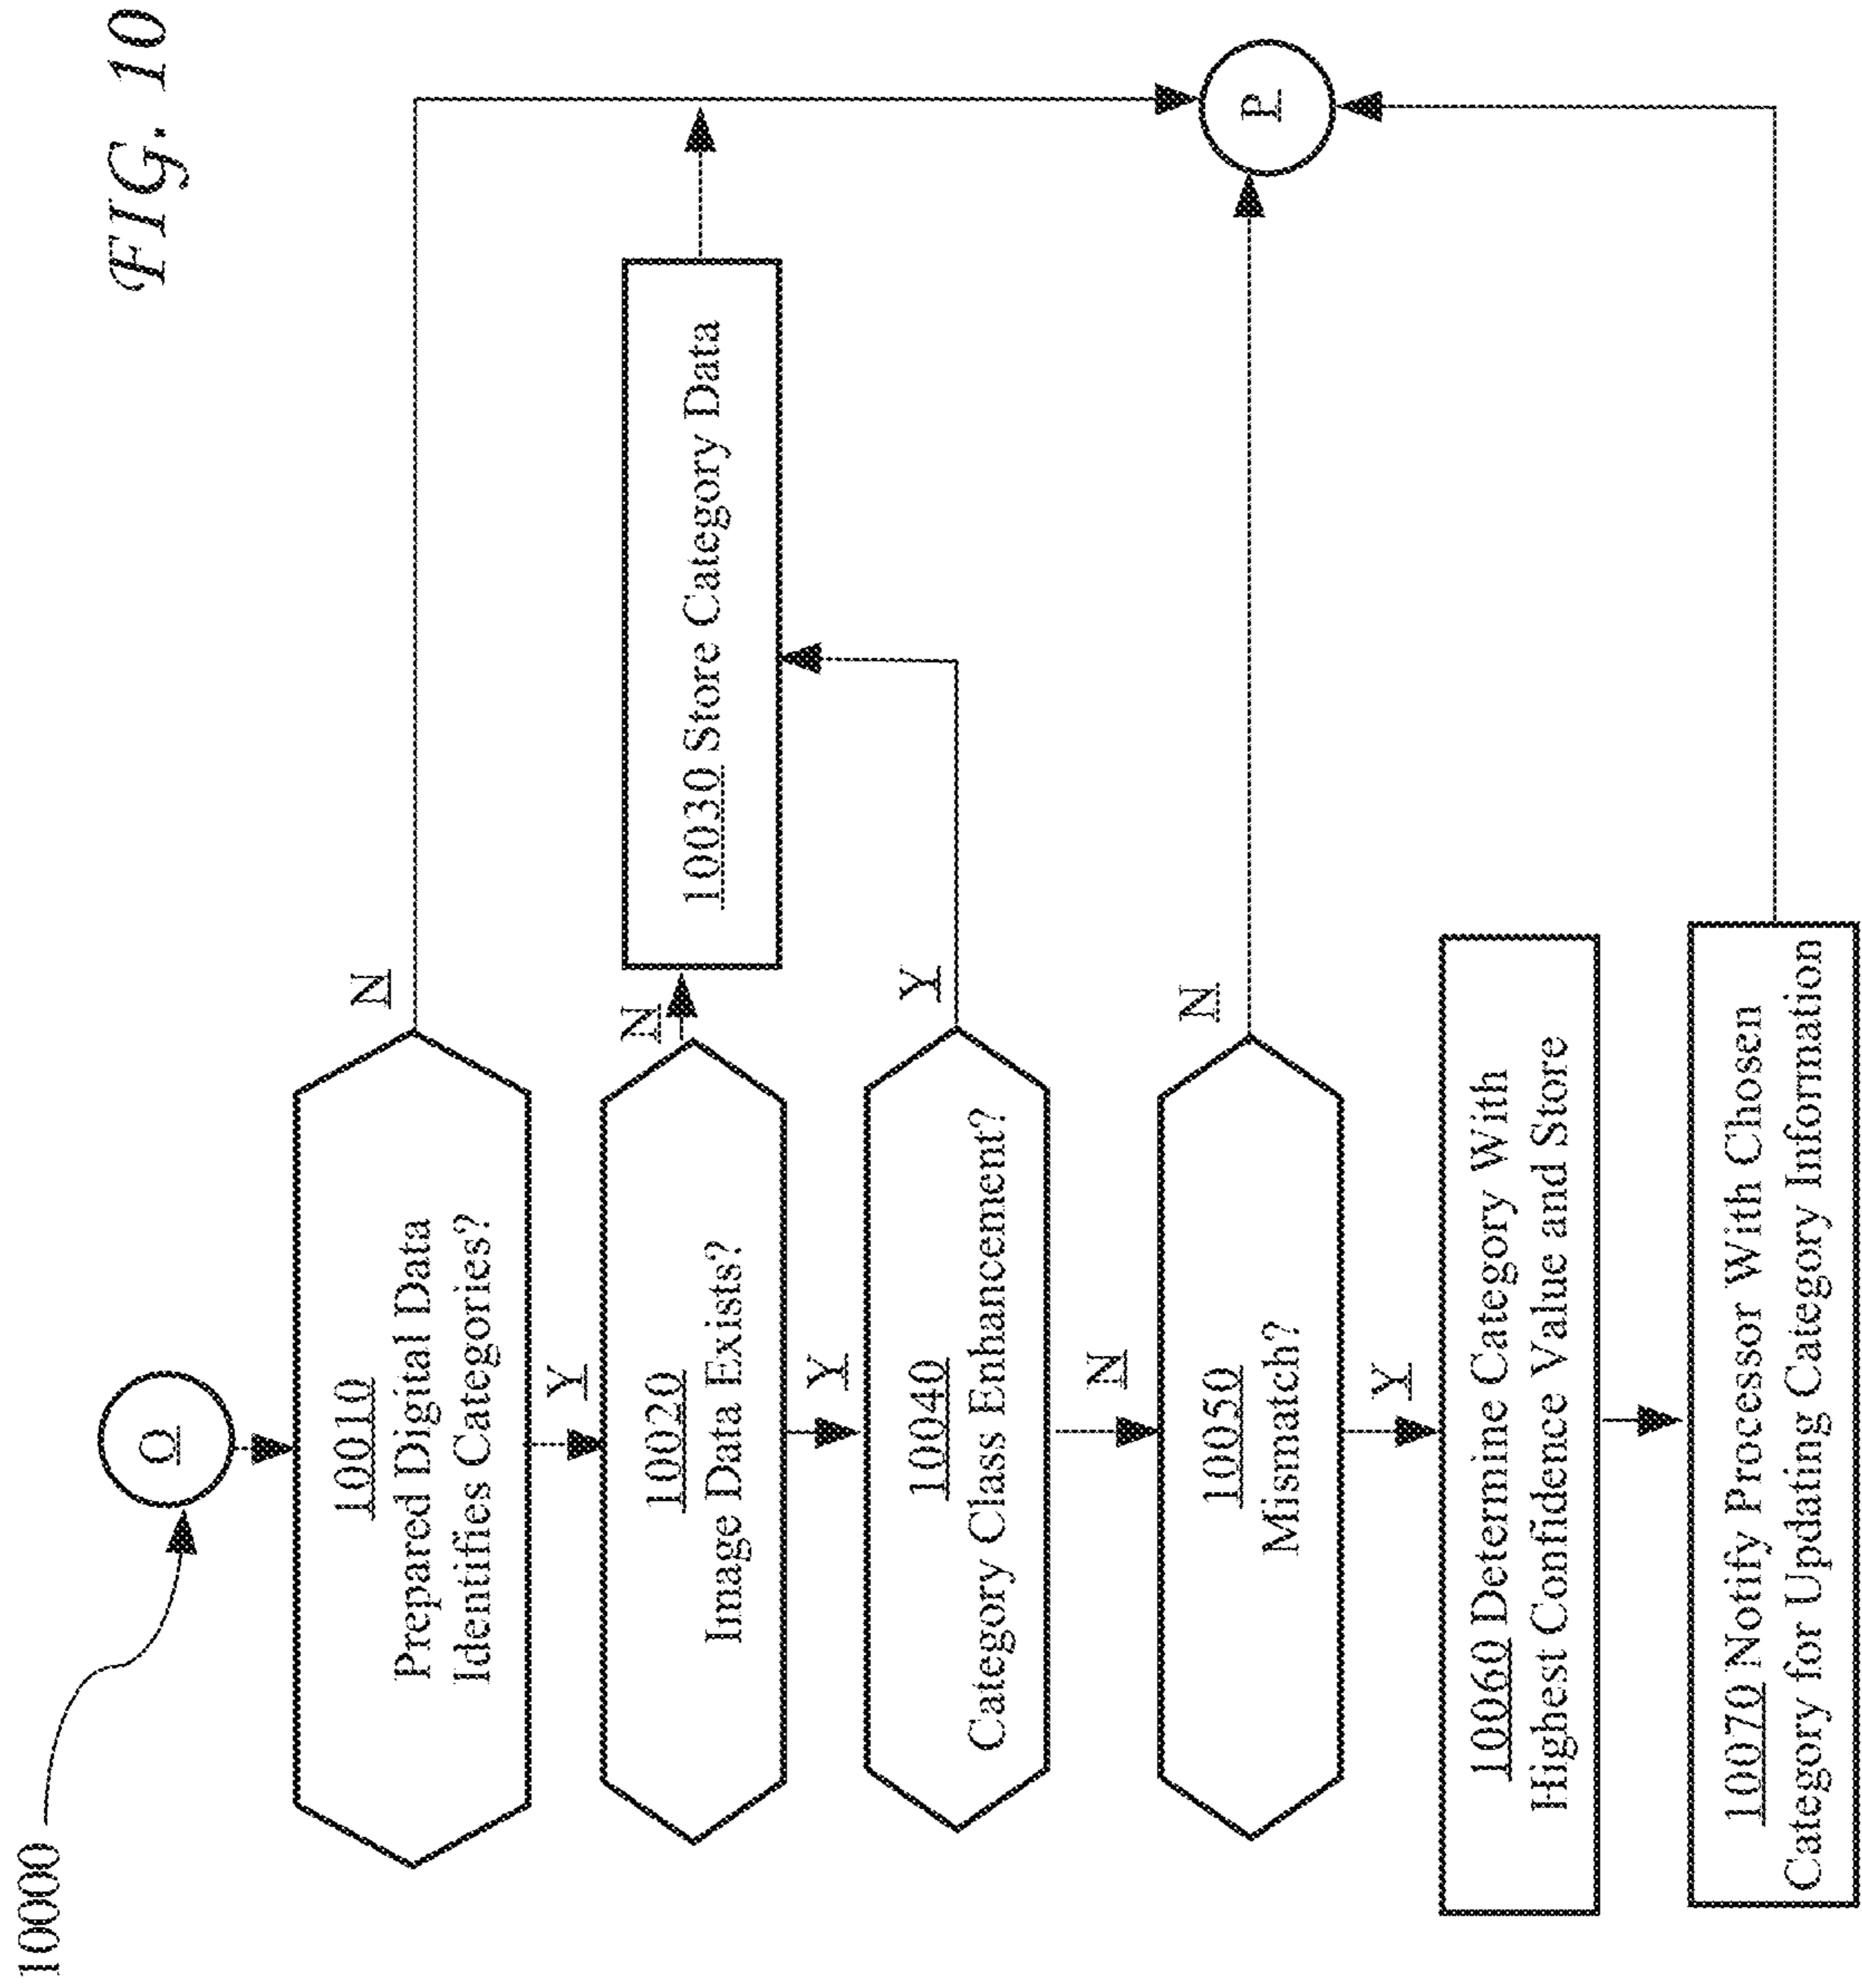 FIG. 10
10000
O
10010
Prepared Digital Data
Identifies Categories?
N
Y
10020
Image Data Exists?
N
10030 Store Category Data
Y
10040
Category Class Enhancement?
Y
N
10050
Mismatch?
N
P
Y
10060 Determine Category With
Highest Confidence Value and Store
10070 Notify Processor With Chosen
Category for Updating Category Information